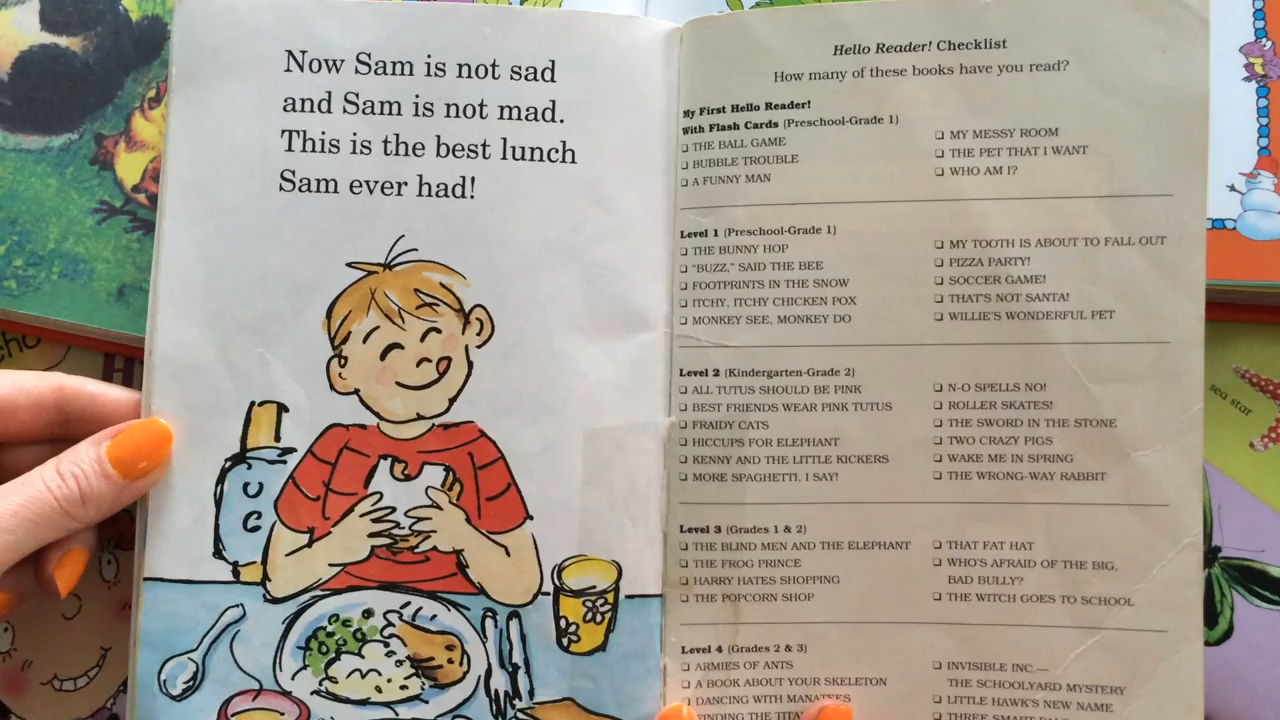 Now Sam is not sad
and Sam is not mad.
This is the best lunch
Sam ever had!
Hello Reader! Checklist
How many of these books have you read?
My First Hello Reader!
With Flash Cards (Preschool-Grade 1)
❏ THE BALL GAME
❏ BUBBLE TROUBLE
❏ A FUNNY MAN
❏ MY MESSY ROOM
❏ THE PET THAT I WANT
❏ WHO AM I?
Level 1 (Preschool-Grade 1)
❏ THE BUNNY HOP
❏ "BUZZ," SAID THE BEE
❏ FOOTPRINTS IN THE SNOW
❏ ITCHY, ITCHY CHICKEN POX
❏ MONKEY SEE, MONKEY DO
❏ MY TOOTH IS ABOUT TO FALL OUT
❏ PIZZA PARTY!
❏ SOCCER GAME!
❏ THAT'S NOT SANTA!
❏ WILLIE'S WONDERFUL PET
Level 2 (Kindergarten-Grade 2)
❏ ALL TUTUS SHOULD BE PINK
❏ BEST FRIENDS WEAR PINK TUTUS
❏ FRAIDY CATS
❏ HICCUPS FOR ELEPHANT
❏ KENNY AND THE LITTLE KICKERS
❏ MORE SPAGHETTI, I SAY!
❏ N-O SPELLS NO!
❏ ROLLER SKATES!
❏ THE SWORD IN THE STONE
❏ TWO CRAZY PIGS
❏ WAKE ME IN SPRING
❏ THE WRONG-WAY RABBIT
Level 3 (Grades 1 & 2)
❏ THE BLIND MEN AND THE ELEPHANT
❏ THE FROG PRINCE
❏ HARRY HATES SHOPPING
❏ THE POPCORN SHOP
❏ THAT FAT HAT
❏ WHO'S AFRAID OF THE BIG,
BAD BULLY?
❏ THE WITCH GOES TO SCHOOL
Level 4 (Grades 2 & 3)
❏ ARMIES OF ANTS
❏ A BOOK ABOUT YOUR SKELETON
❏ DANCING WITH MANATEES
FINDING THE
❏ INVISIBLE INC.—
THE SCHOOLYARD MYSTERY
❏ LITTLE HAWK'S NEW NAME
❏ THREE SMART
sea star